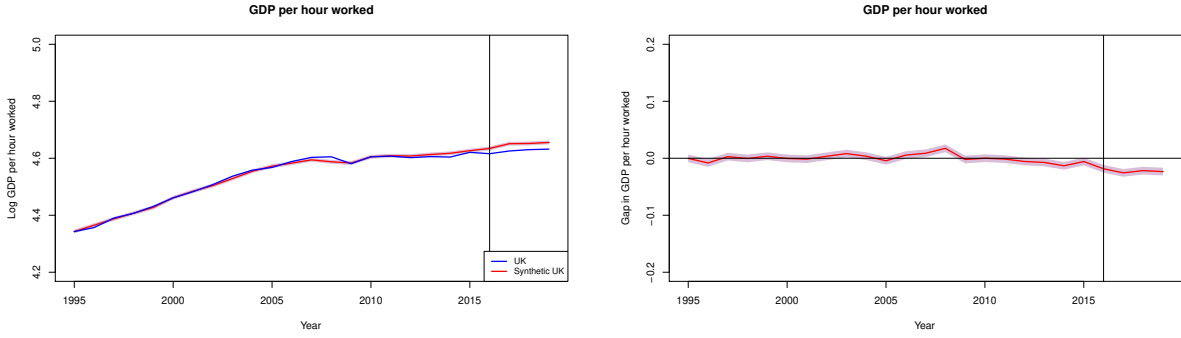 GDP per hour worked
Log GDP per hour worked
5.0
4.8
4.6
4.4
4.2
UK
Synthetic UK
1995
2000
2005
2010
2015
Year
GDP per hour worked
Gap in GDP per hour worked
0.2
0.1
0.0
−0.1
−0.2
1995
2000
2005
2010
2015
Year